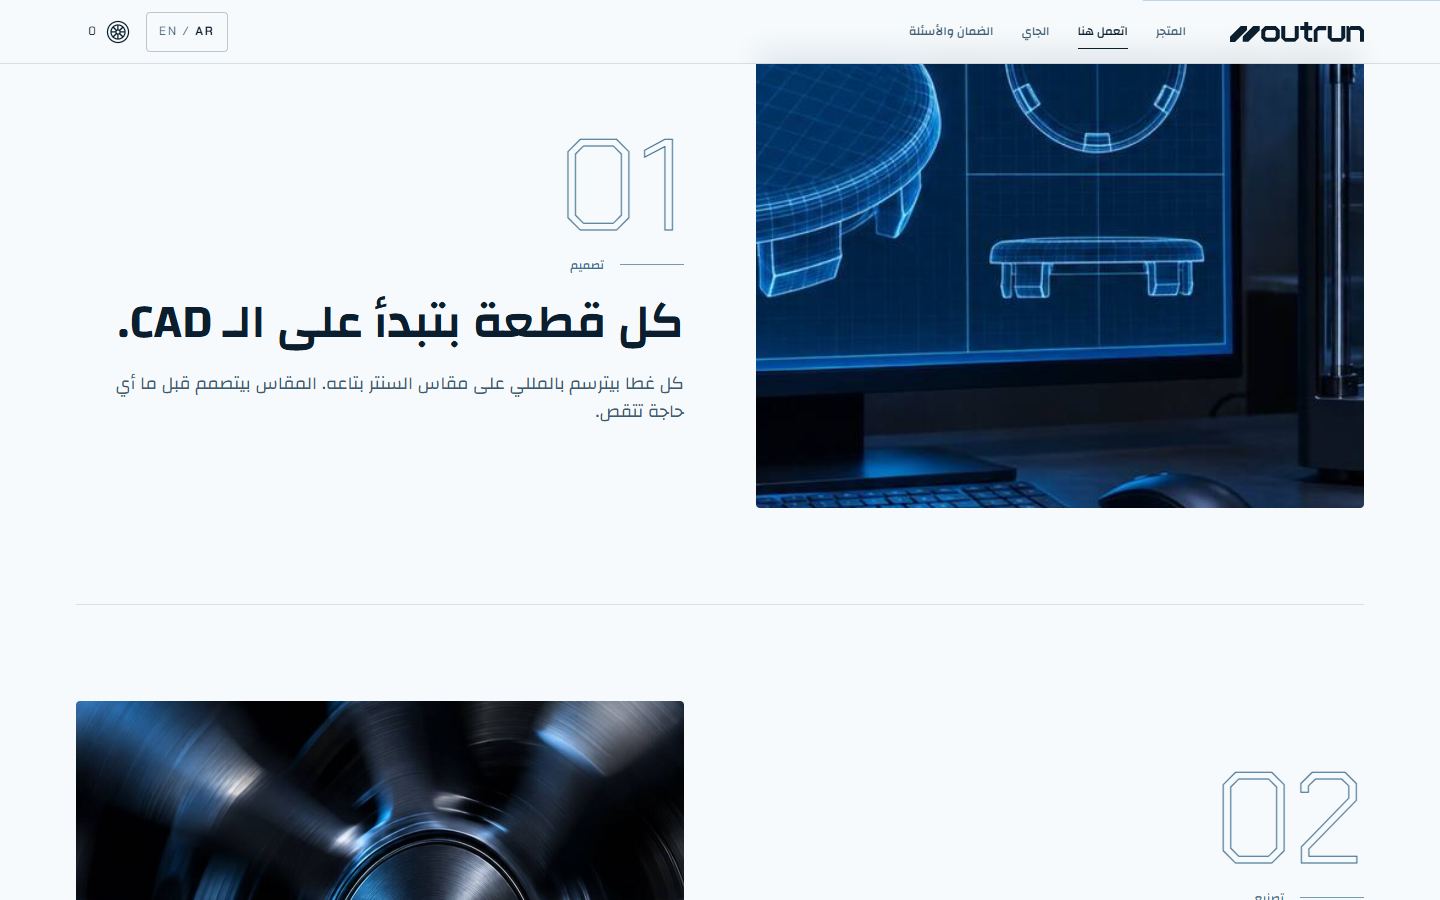 outrun
المتجر
اتعمل هنا
الجاي
الضمان والأسئلة
EN / AR
0
01
تصميم
كل قطعة بتبدأ على الـ CAD.
كل غطا بيترسم بالمللي على مقاس السنتر بتاعه. المقاس بيتصمم قبل ما أي
حاجة تتقص.
02
تصنيع